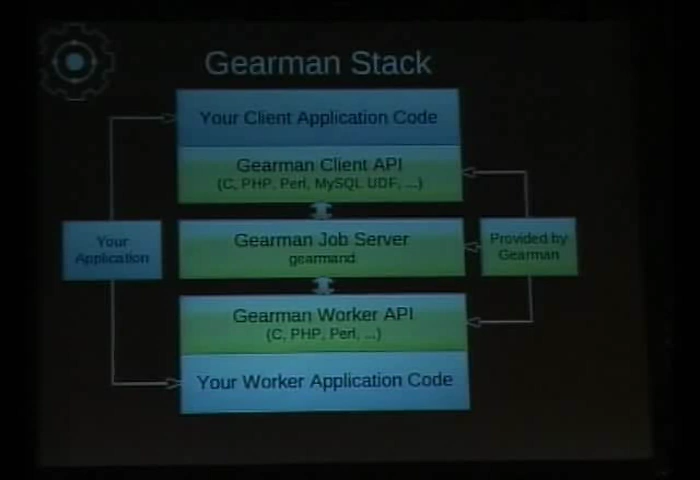 Gearman Stack
Your Client Application Code
Gearman Client API
(C, PHP, Perl, MySQL UDF, ...)
Your
Application
Gearman Job Server
gearmand
Provided by
Gearman
Gearman Worker API
(C, PHP, Perl, ...)
Your Worker Application Code